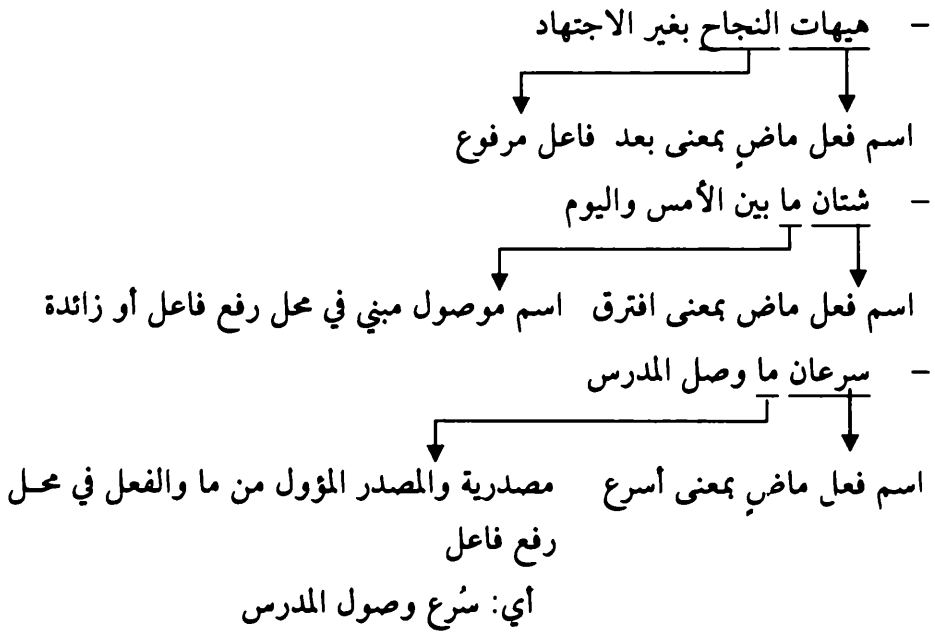 - هيهات النجاح بغير الاجتهاد
اسم فعل ماضٍ بمعنى بعد فاعل مرفوع
- شتان ما بين الأمس واليوم
اسم فعل ماض بمعنى افترق اسم موصول مبني في محل رفع فاعل أو زائدة
- سرعان ما وصل المدرس
اسم فعل ماضٍ بمعنى أسرع مصدرية والمصدر المؤول من ما والفعل في محل
رفع فاعل
أي: سُرع وصول المدرس